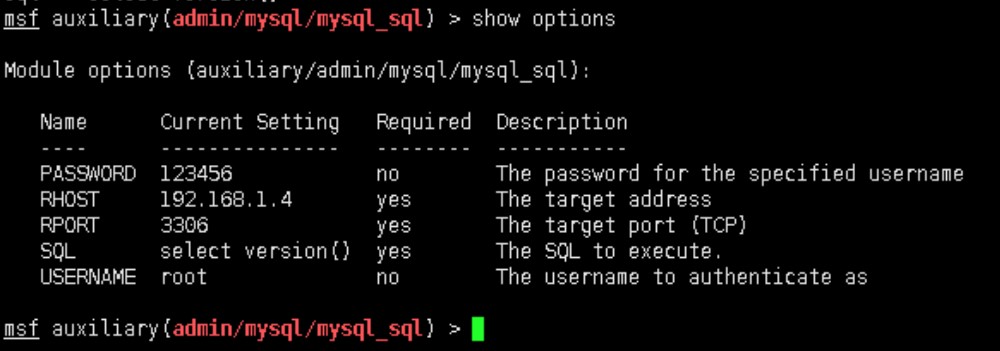 msf auxiliary(admin/mysql/mysql_sql) > show options
Module options (auxiliary/admin/mysql/mysql_sql):
Name Current Setting Required Description
---- --------------- -------- -----------
PASSWORD 123456 no The password for the specified username
RHOST 192.168.1.4 yes The target address
RPORT 3306 yes The target port (TCP)
SQL select version() yes The SQL to execute.
USERNAME root no The username to authenticate as
msf auxiliary(admin/mysql/mysql_sql) >